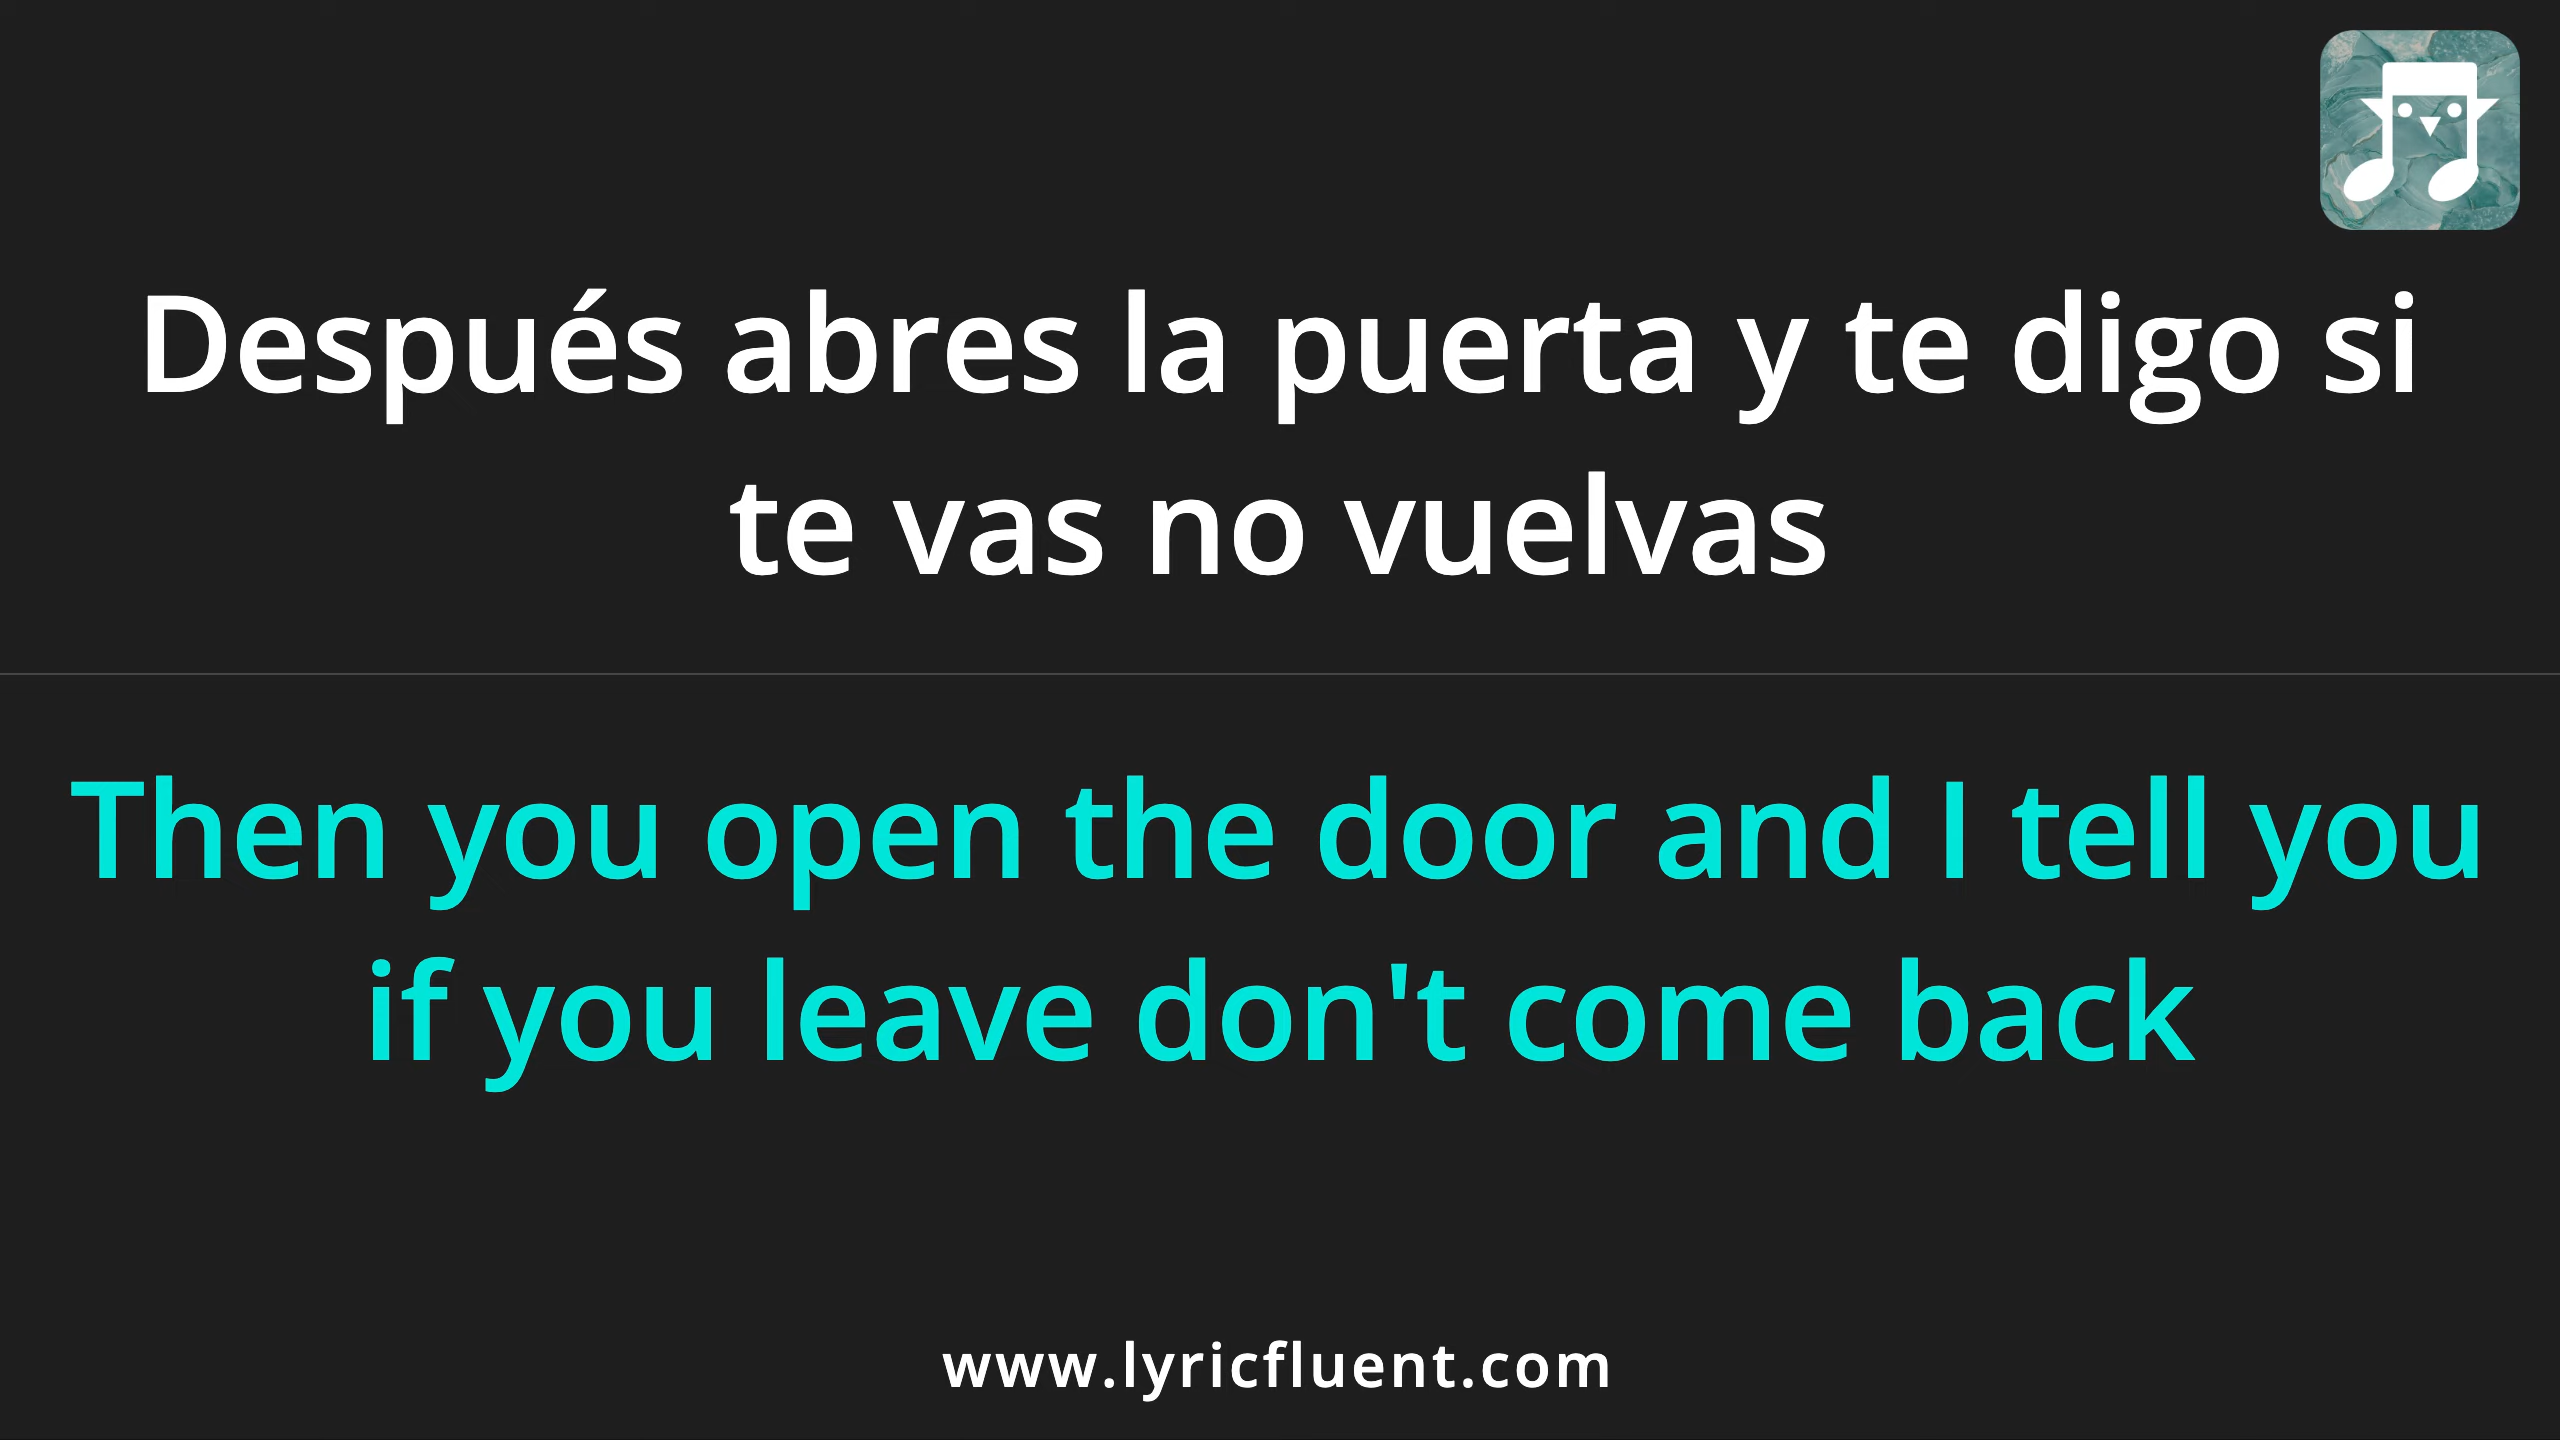 Después abres la puerta y te digo si
te vas no vuelvas
Then you open the door and I tell you
if you leave don't come back
www.lyricfluent.com